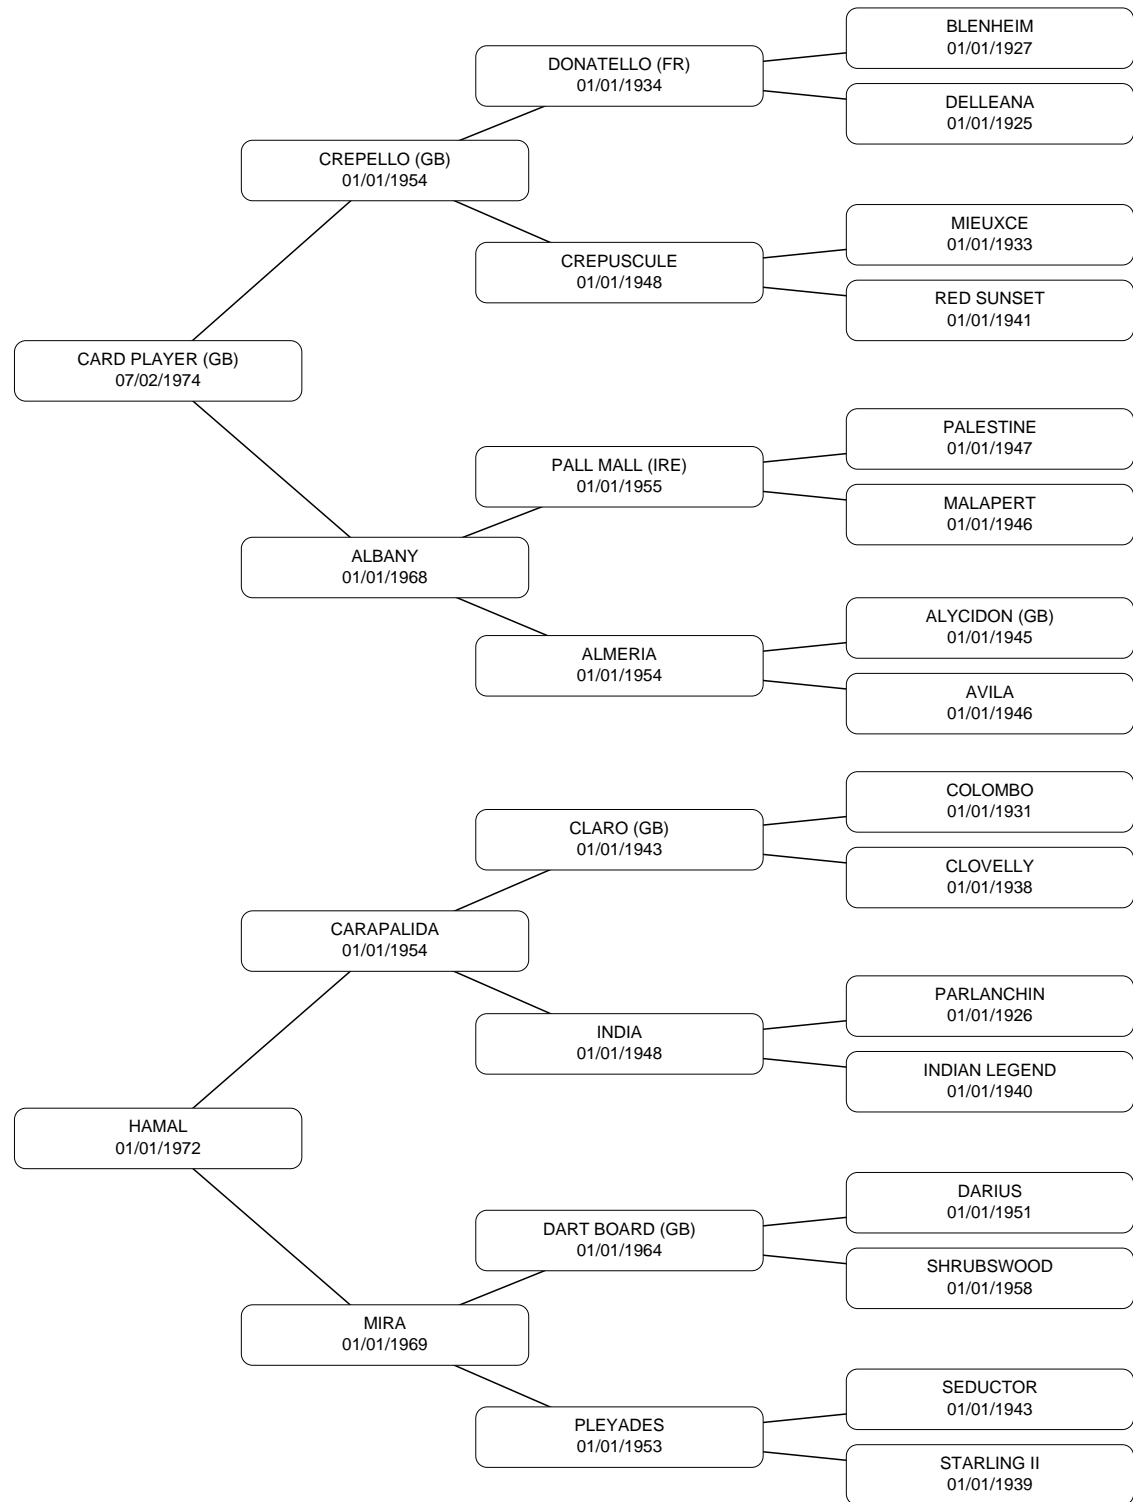 BLENHEIM
01/01/1927
DONATELLO (FR)
01/01/1934
DELLEANA
01/01/1925
CREPELLO (GB)
01/01/1954
MIEUXCE
01/01/1933
CREPUSCULE
01/01/1948
RED SUNSET
01/01/1941
CARD PLAYER (GB)
07/02/1974
PALESTINE
01/01/1947
PALL MALL (IRE)
01/01/1955
MALAPERT
01/01/1946
ALBANY
01/01/1968
ALYCIDON (GB)
01/01/1945
ALMERIA
01/01/1954
AVILA
01/01/1946
COLOMBO
01/01/1931
CLARO (GB)
01/01/1943
CLOVELLY
01/01/1938
CARAPALIDA
01/01/1954
PARLANCHIN
01/01/1926
INDIA
01/01/1948
INDIAN LEGEND
01/01/1940
HAMAL
01/01/1972
DARIUS
01/01/1951
DART BOARD (GB)
01/01/1964
SHRUBSWOOD
01/01/1958
MIRA
01/01/1969
SEDUCTOR
01/01/1943
PLEYADES
01/01/1953
STARLING II
01/01/1939